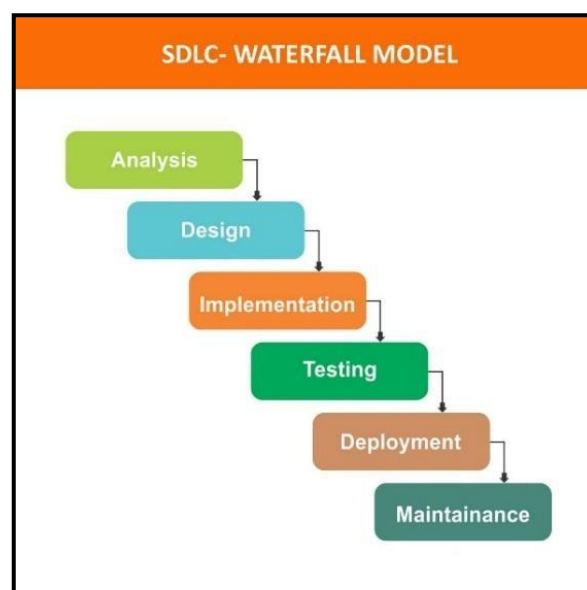 SDLC- WATERFALL MODEL
Analysis
Design
Implementation
Testing
Deployment
Maintainance